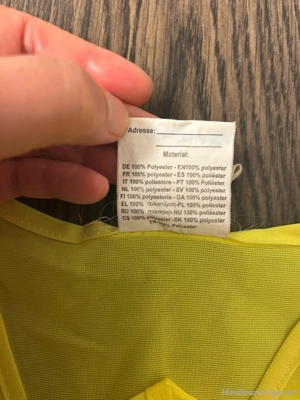 Adresse:
Material:
DE 100% Polyester - EN100% polyester
FR 100% polyester - ES 100% poliéster
IT 100% poliestere - PT 100% Poliéster
NL 100% polyester - SV 100% polyester
FI 100% polyesteria - DA 100% polyester
EL 100% -PL 100% poliester
RU 100% -HU 100% poliészter
CS 100% -SK 100% polyester
100% polyester